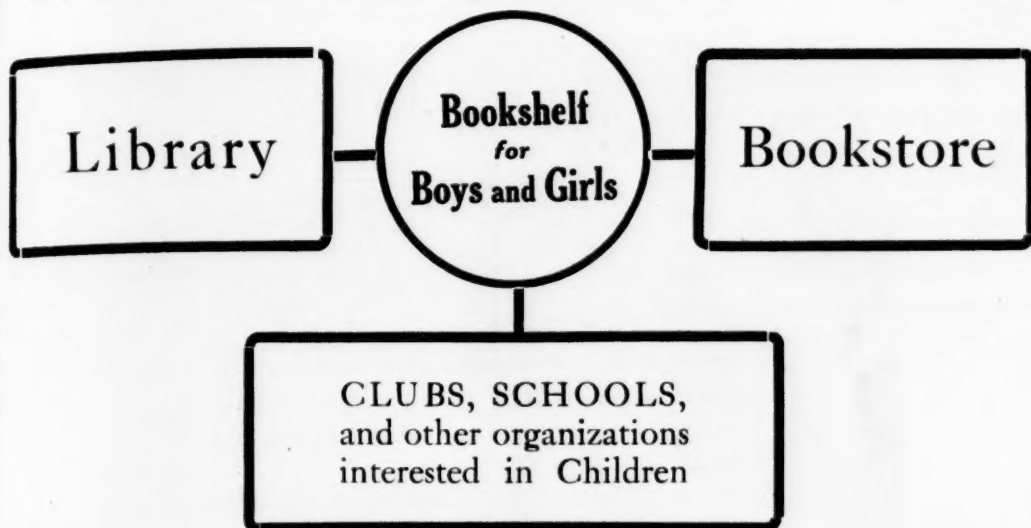 Library
Bookshelf
for
Boys and Girls
Bookstore
CLUBS, SCHOOLS,
and other organizations
interested in Children